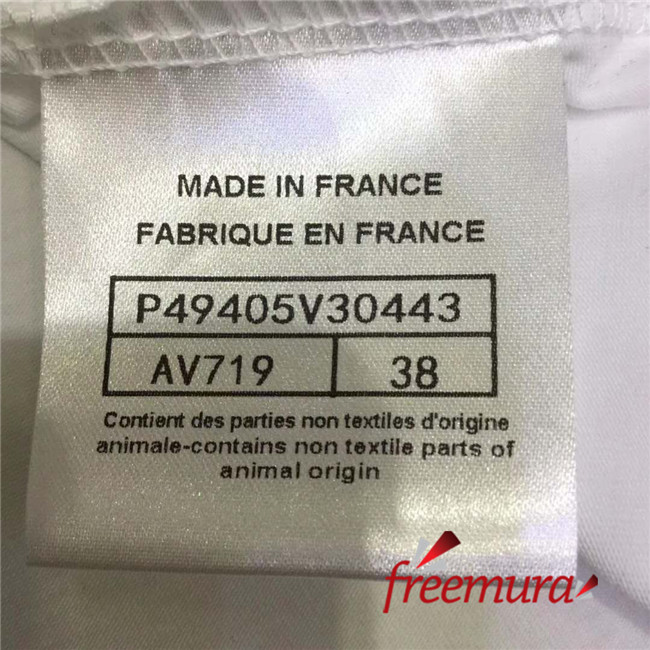 MADE IN FRANCE
FABRIQUE EN FRANCE
P49405V30443
AV719 38
Contient des parties non textiles d'origine
animale-contains non textile parts of
animal origin
freemura